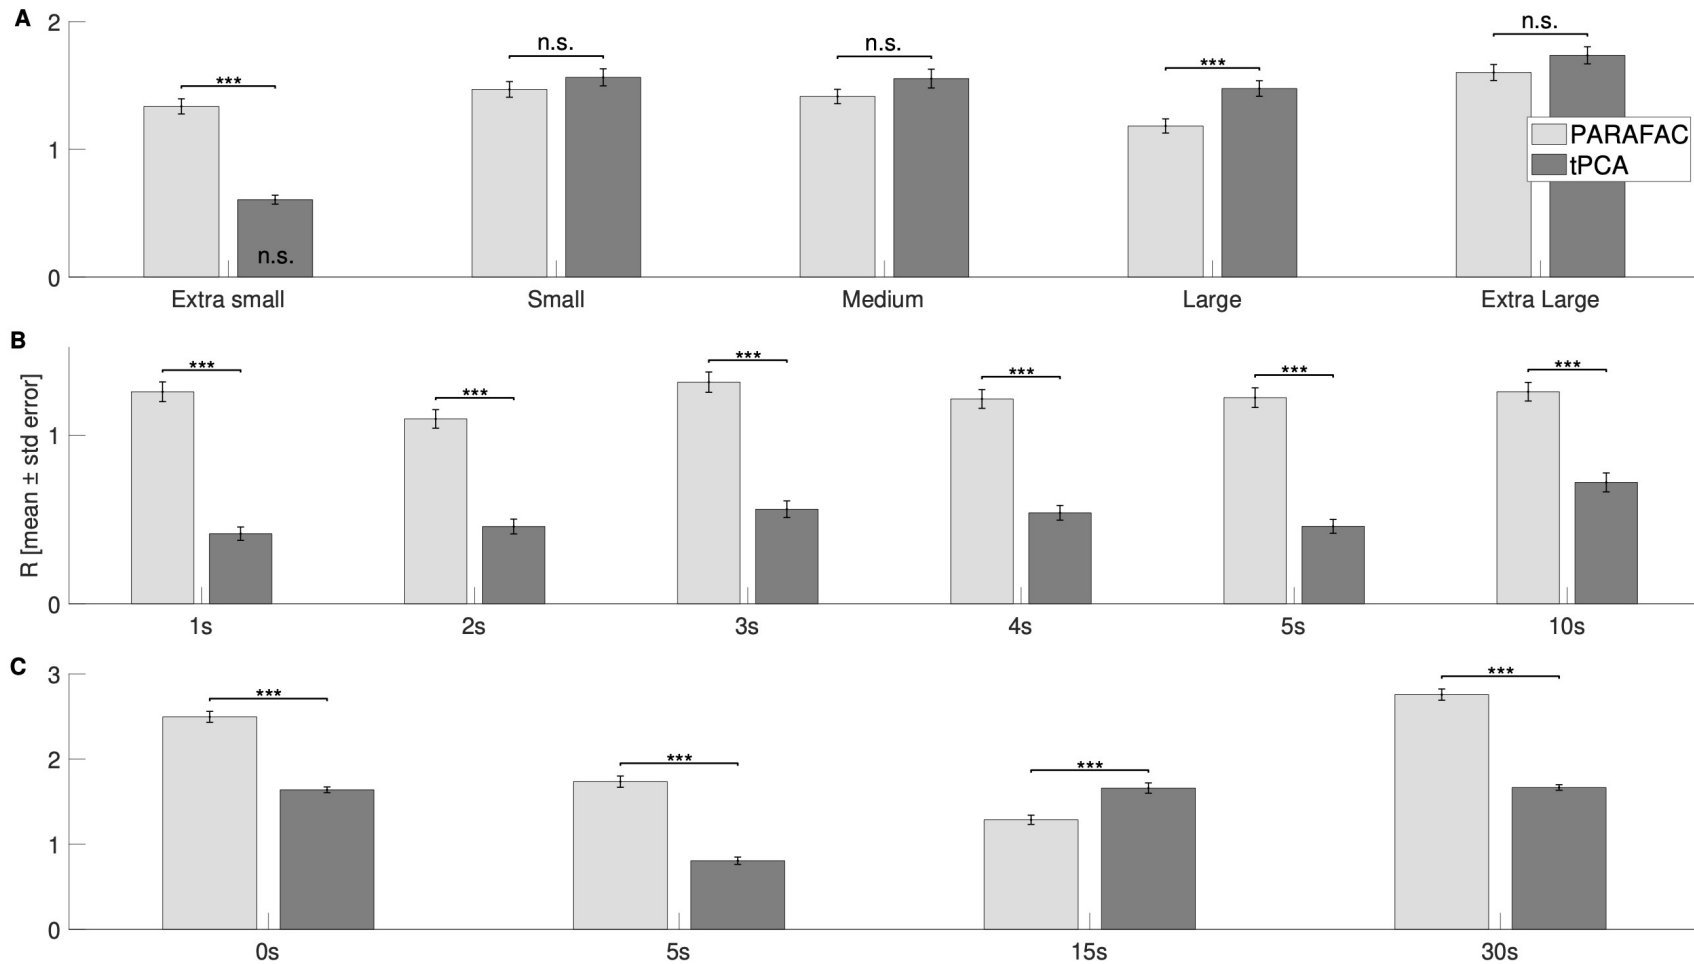 A
2
1
0
***
n.s.
n.s.
n.s.
***
n.s.
PARAFAC
tPCA
Extra small
Small
Medium
Large
Extra Large
B
R [mean ± std error]
1
0
***
***
***
***
***
***
1s
2s
3s
4s
5s
10s
C
3
2
1
0
***
***
***
***
0s
5s
15s
30s